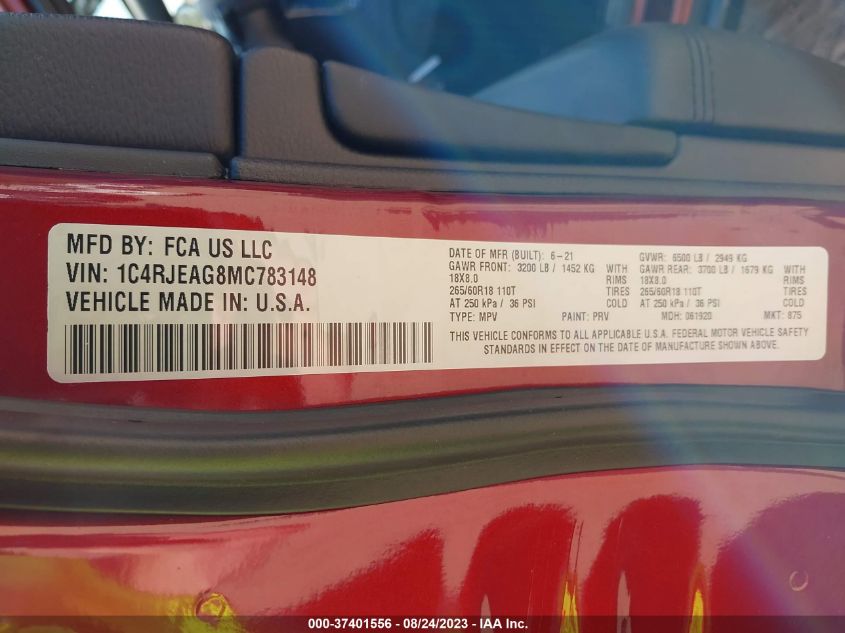 MFD BY: FCA US LLC
VIN: 1C4RJEAG8MC783148
VEHICLE MADE IN: U.S.A.
DATE OF MFR (BUILT): 6-21 GVWR: 6500 LB / 2949 KG
GAWR FRONT: 3200 LB / 1452 KG WITH GAWR REAR: 3700 LB / 1679 KG WITH
18X8.0 RIMS 18X8.0 RIMS
265/60R18 110T TIRES 265/60R18 110T TIRES
AT 250 kPa / 36 PSI COLD AT 250 kPa / 36 PSI COLD
TYPE: MPV PAINT: PRV MDH: 061920 MKT: 875
THIS VEHICLE CONFORMS TO ALL APPLICABLE U.S.A. FEDERAL MOTOR VEHICLE SAFETY
STANDARDS IN EFFECT ON THE DATE OF MANUFACTURE SHOWN ABOVE.
000-37401556 - 08/24/2023 - IAA Inc.